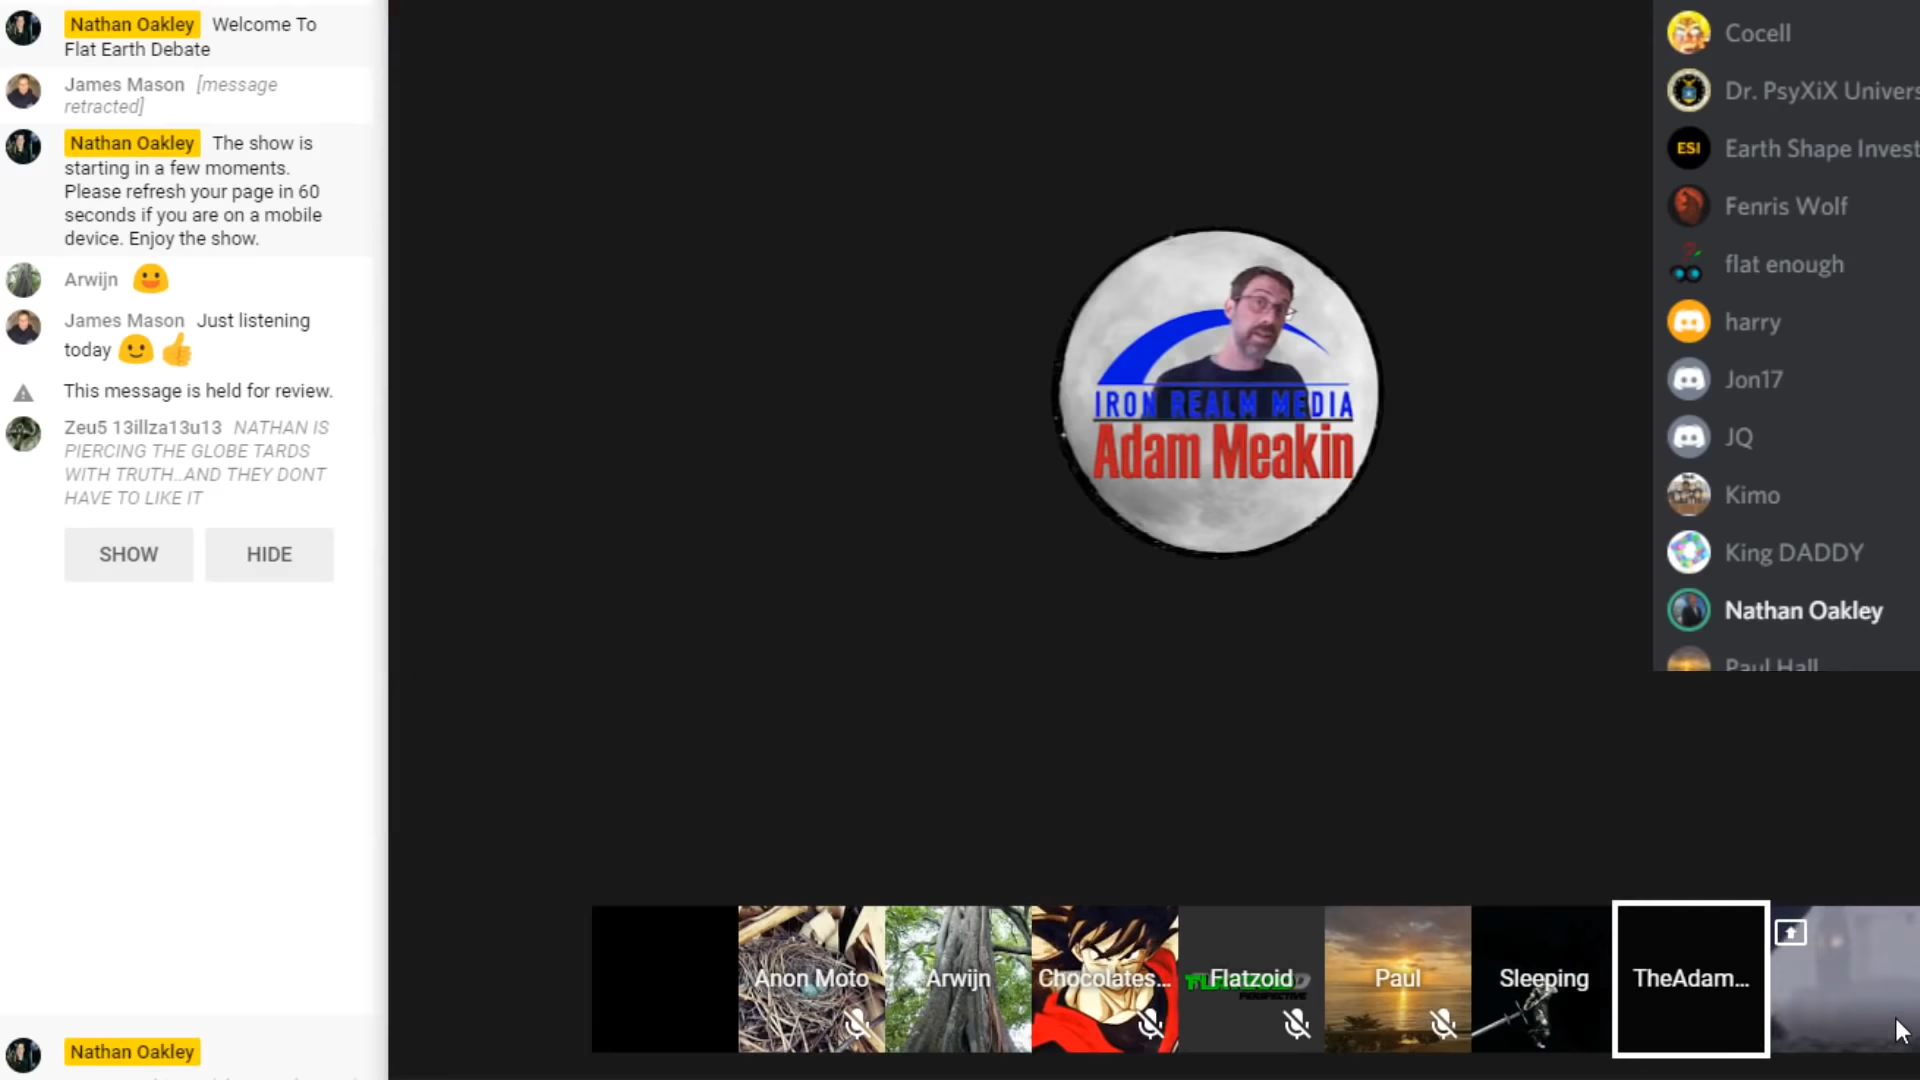 Nathan Oakley Welcome To
Flat Earth Debate
James Mason [message
retracted]
Nathan Oakley The show is
starting in a few moments.
Please refresh your page in 60
seconds if you are on a mobile
device. Enjoy the show.
Arwijn
James Mason Just listening
today
This message is held for review.
Zeu5 13illza13u13 NATHAN IS
PIERCING THE GLOBE TARDS
WITH TRUTH..AND THEY DONT
HAVE TO LIKE IT
SHOW HIDE
Nathan Oakley
IRON REALM MEDIA
Adam Meakin
Cocell
Dr. PsyXiX Univers
ESI Earth Shape Invest
Fenris Wolf
flat enough
harry
Jon17
JQ
Kimo
King DADDY
Nathan Oakley
Paul Hall
Anon Moto
Arwijn
Chocolates...
Flatzoid
PERSPECTIVE
Paul
Sleeping
TheAdam...